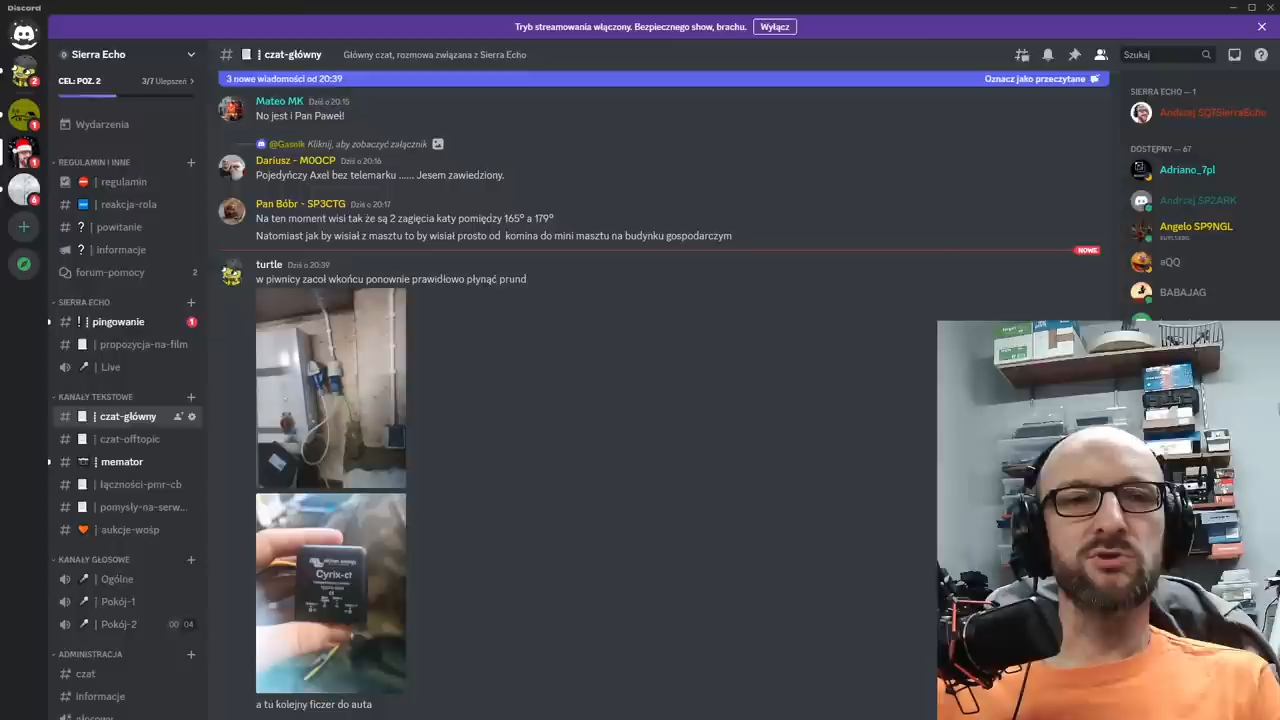 Discord
Tryb streamowania włączony. Bezpiecznego show, brachu. Wyłącz
Sierra Echo
CEL: POZ. 2 3/7 Ulepszeń
Wydarzenia
REGULAMIN I INNE
regulamin
reakcja-rola
powitanie
informacje
forum-pomocy 2
SIERRA ECHO
pingowanie 1
propozycja-na-film
Live
KANAŁY TEKSTOWE
czat-główny
czat-offtopic
memator
łączności-pmr-cb
pomysły-na-serw...
aukcje-wośp
KANAŁY GŁOSOWE
Ogólne
Pokój-1
Pokój-2 00 04
ADMINISTRACJA
czat
informacje
2
1
1
6
czat-główny Główny czat, rozmowa związana z Sierra Echo
Szukaj
3 nowe wiadomości od 20:39 Oznacz jako przeczytane
Mateo MK Dziś o 20:15
No jest i Pan Paweł!
@Gasnik Kliknij, aby zobaczyć załącznik
Dariusz - M0OCP Dziś o 20:16
Pojedyńczy Axel bez telemarku ...... Jesem zawiedzony.
Pan Bóbr - SP3CTG Dziś o 20:17
Na ten moment wisi tak że są 2 zagięcia katy pomiędzy 165° a 179°
Natomiast jak by wisiał z masztu to by wisiał prosto od komina do mini masztu na budynku gospodarczym
NOWE
turtle Dziś o 20:39
w piwnicy zacoł wkońcu ponownie prawidłowo płynąć prund
Cyrix-ct
a tu kolejny ficzer do auta
SIERRA ECHO — 1
Andrzej SQ7SierraEcho
DOSTĘPNY — 67
Adriano_7pl
Andrzej SP2ARK
Angelo SP9NGL
aQQ
BABAJAG